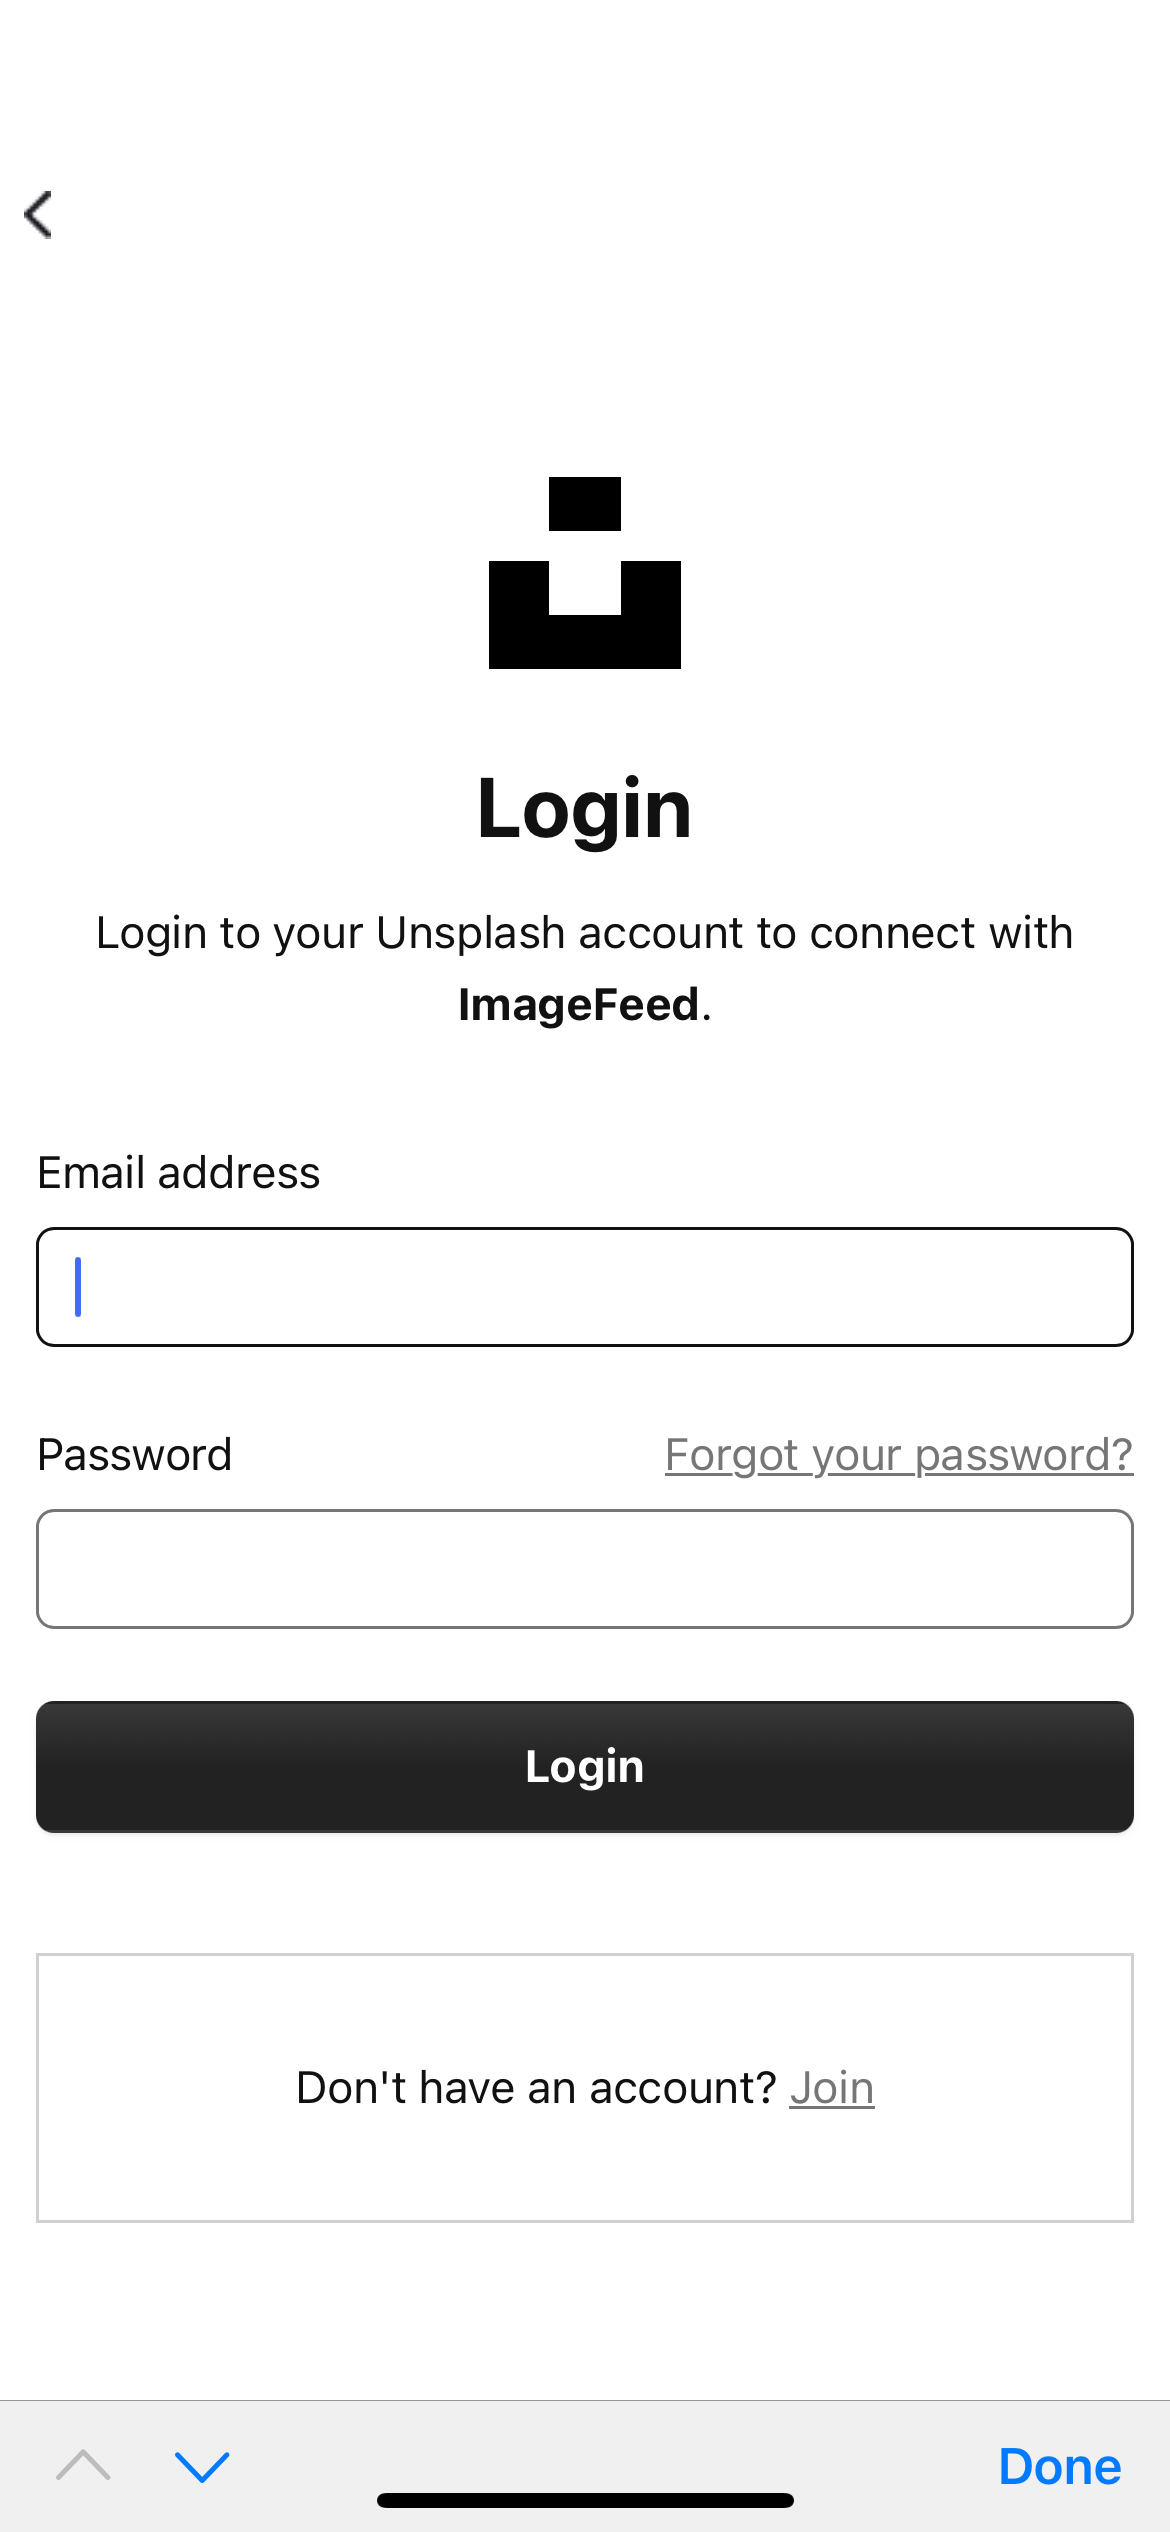 Login
Login to your Unsplash account to connect with
ImageFeed.
Email address
Password
Forgot your password?
Login
Don't have an account? Join
Done